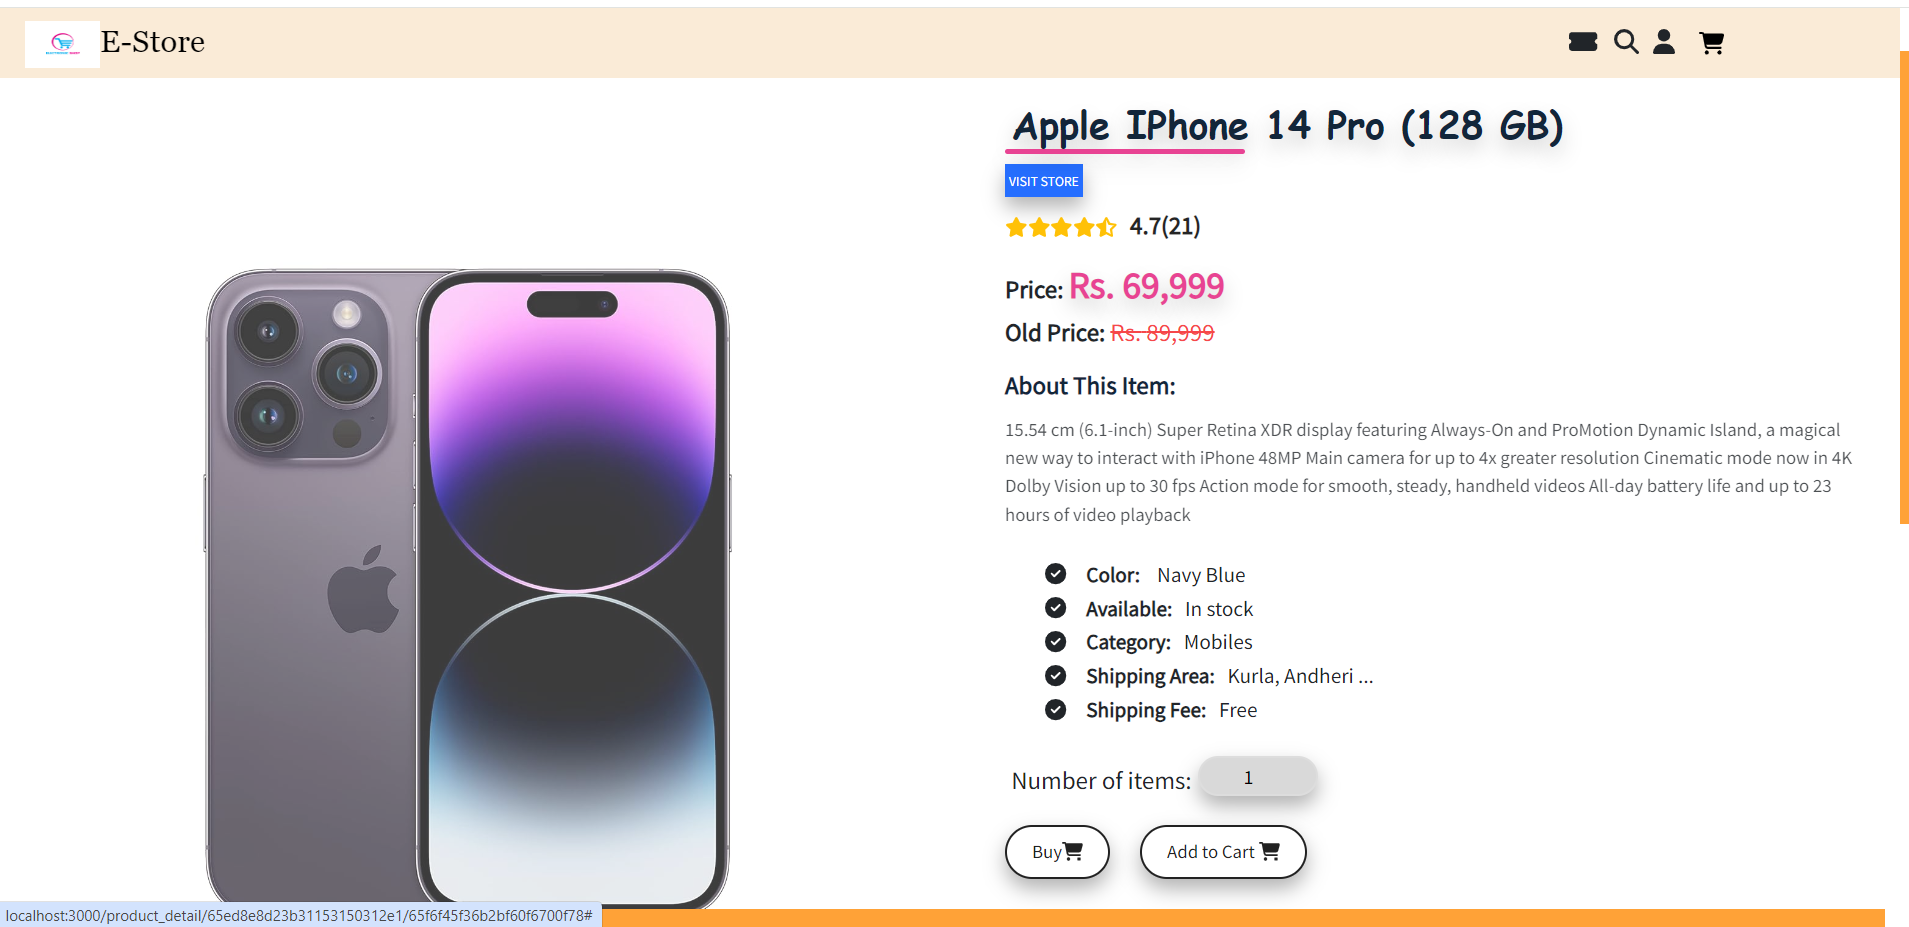 E-Store
Apple IPhone 14 Pro (128 GB)
VISIT STORE
4.7(21)
Price: Rs. 69,999
Old Price: Rs. 89,999
About This Item:
15.54 cm (6.1-inch) Super Retina XDR display featuring Always-On and ProMotion Dynamic Island, a magical
new way to interact with iPhone 48MP Main camera for up to 4x greater resolution Cinematic mode now in 4K
Dolby Vision up to 30 fps Action mode for smooth, steady, handheld videos All-day battery life and up to 23
hours of video playback
Color: Navy Blue
Available: In stock
Category: Mobiles
Shipping Area: Kurla, Andheri ...
Shipping Fee: Free
Number of items: 1
Buy
Add to Cart
localhost:3000/product_detail/65ed8e8d23b31153150312e1/65f6f45f36b2bf60f6700f78#